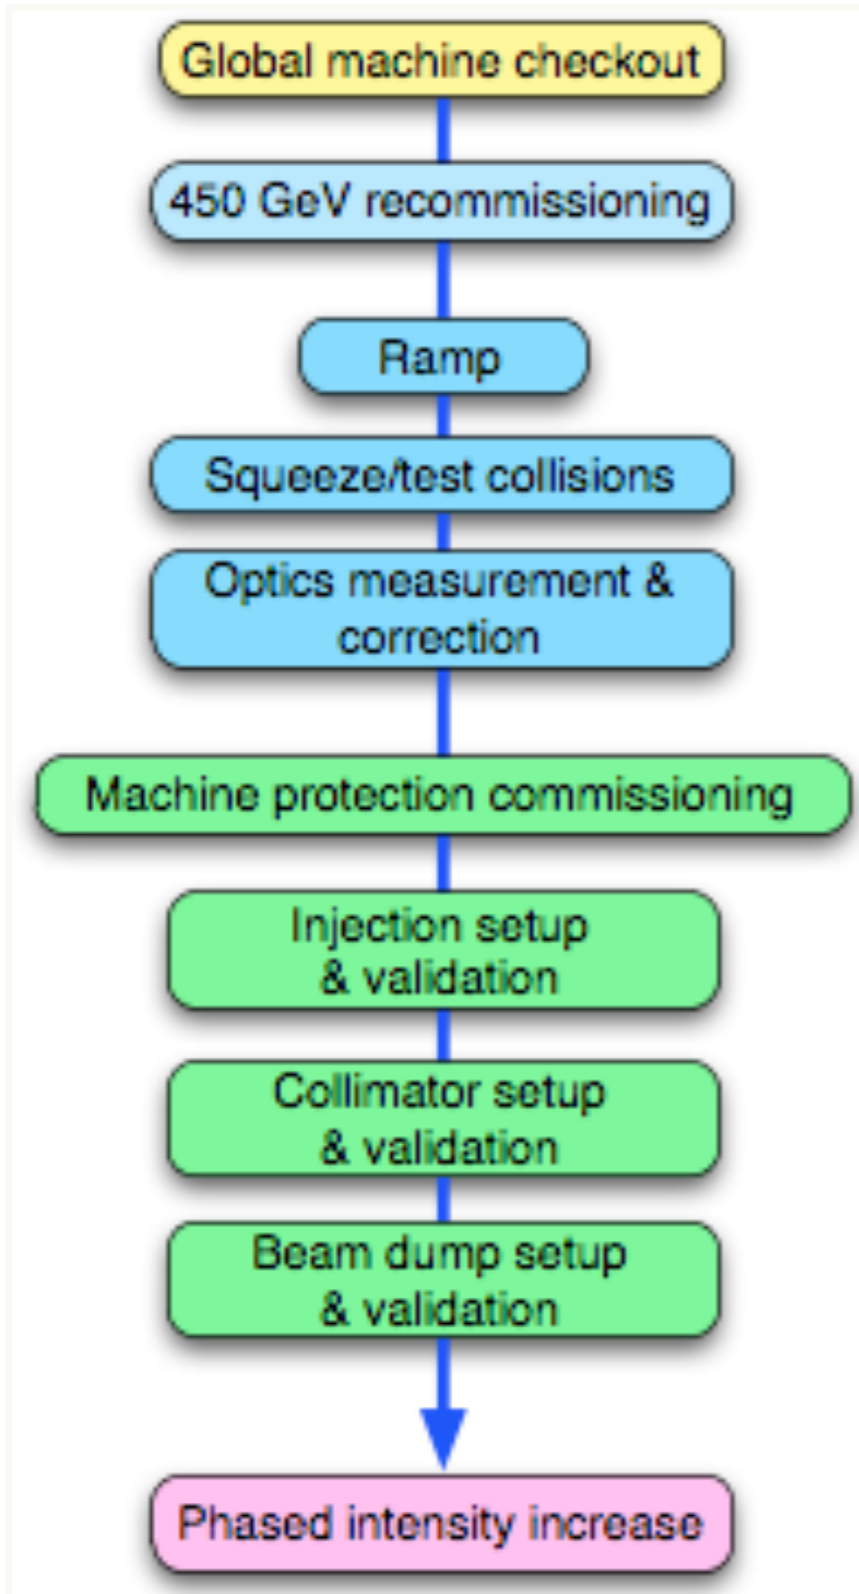 Global machine checkout
450 GeV recommissioning
Ramp
Squeeze/test collisions
Optics measurement &
correction
Machine protection commissioning
Injection setup
& validation
Collimator setup
& validation
Beam dump setup
& validation
Phased intensity increase